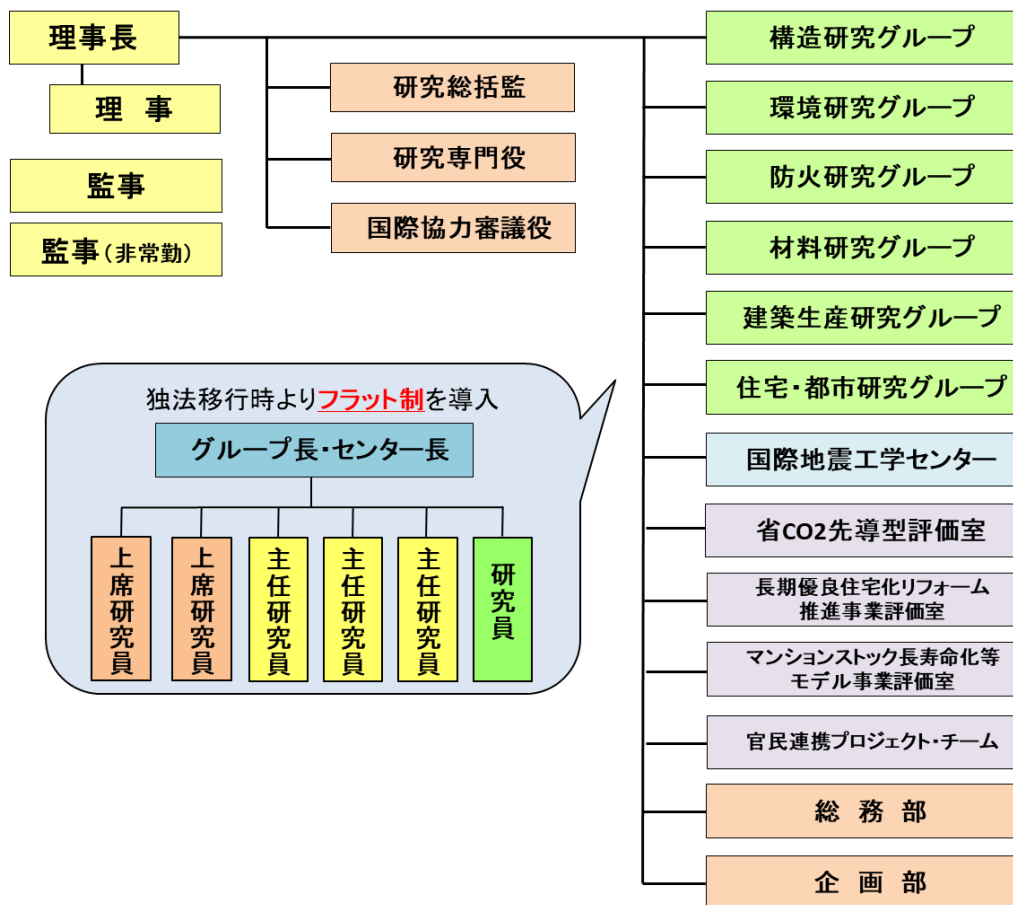 理事長
理 事
監事
監事(非常勤)
研究総括監
研究専門役
国際協力審議役
構造研究グループ
環境研究グループ
防火研究グループ
材料研究グループ
建築生産研究グループ
住宅・都市研究グループ
国際地震工学センター
省CO2先導型評価室
長期優良住宅化リフォーム
推進事業評価室
マンションストック長寿命化等
モデル事業評価室
官民連携プロジェクト・チーム
総 務 部
企 画 部
独法移行時よりフラット制を導入
グループ長・センター長
上席研究員
上席研究員
主任研究員
主任研究員
主任研究員
研究員